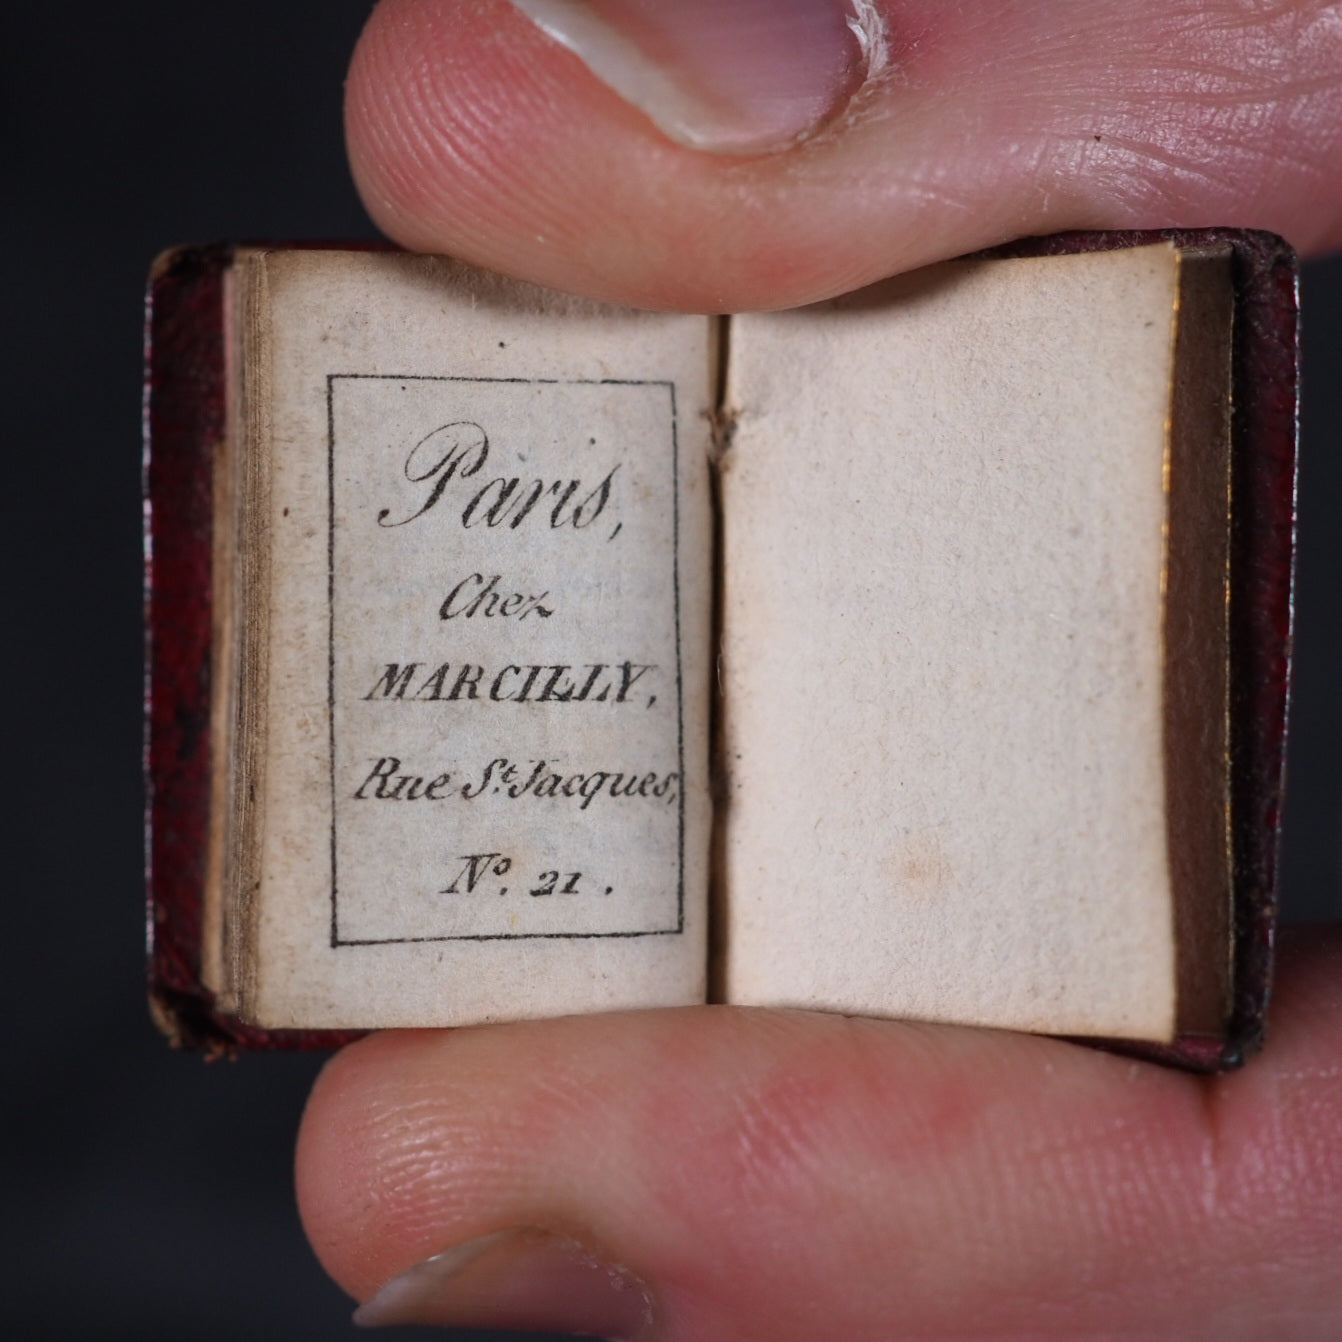 Paris,
Chez
MARCILLY,
Rue St. Jacques,
No. 21.